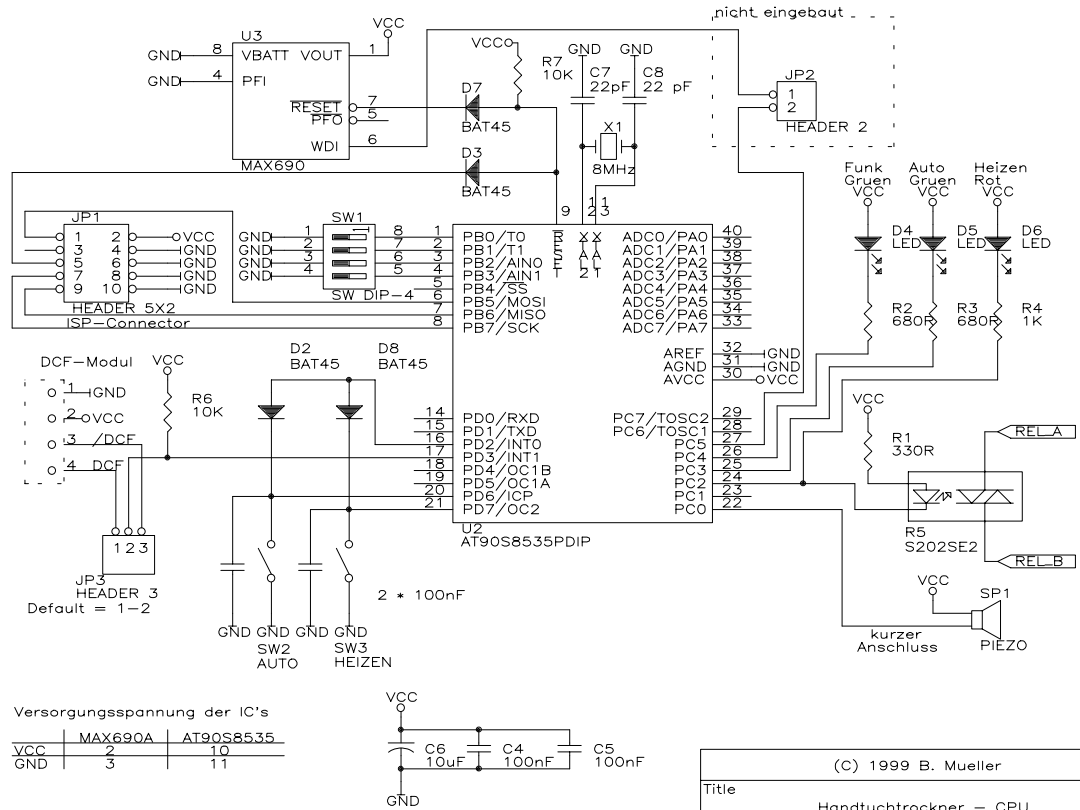 nicht eingebaut
VCC
U3
GND 8 VBATT VOUT 1
GND 4 PFI
RESET 7
PFO 5
WDI 6
MAX690
VCC
R7
10K
D7
BAT45
D3
BAT45
GND GND
C7 C8
22pF 22 pF
X1
8MHz
JP2
1
2
HEADER 2
Funk Auto Heizen
Gruen Gruen Rot
VCC VCC VCC
D4 D5 D6
LED LED LED
R2 R3 R4
680R 680R 1K
JP1
1 2 VCC
3 4 GND
5 6 GND
7 8 GND
9 10 GND
HEADER 5X2
ISP-Connector
SW1
GND 1 8
GND 2 7
GND 3 6
GND 4 5
SW DIP-4
9 12 13
RESET XTAL2 XTAL1
1 PB0/T0 ADC0/PA0 40
2 PB1/T1 ADC1/PA1 39
3 PB2/AIN0 ADC2/PA2 38
4 PB3/AIN1 ADC3/PA3 37
5 PB4/SS ADC4/PA4 36
6 PB5/MOSI ADC5/PA5 35
7 PB6/MISO ADC6/PA6 34
8 PB7/SCK ADC7/PA7 33
AREF 32 GND
AGND 31 GND
AVCC 30 VCC
14 PD0/RXD PC7/TOSC2 29
15 PD1/TXD PC6/TOSC1 28
16 PD2/INT0 PC5 27
17 PD3/INT1 PC4 26
18 PD4/OC1B PC3 25
19 PD5/OC1A PC2 24
20 PD6/ICP PC1 23
21 PD7/OC2 PC0 22
U2
AT90S8535PDIP
DCF-Modul
1 GND
2 VCC
3 /DCF
4 DCF
VCC
R6
10K
D2 D8
BAT45 BAT45
1 2 3
JP3
HEADER 3
Default = 1-2
2 * 100nF
GND GND GND GND
SW2 SW3
AUTO HEIZEN
VCC
R1
330R
REL_A
R5
S202SE2
REL_B
VCC
SP1
PIEZO
kurzer
Anschluss
Versorgungsspannung der IC's
MAX690A AT90S8535
VCC 2 10
GND 3 11
VCC
C6 C4 C5
10uF 100nF 100nF
GND
(C) 1999 B. Mueller
Title
Handtuchtrockner - CPU